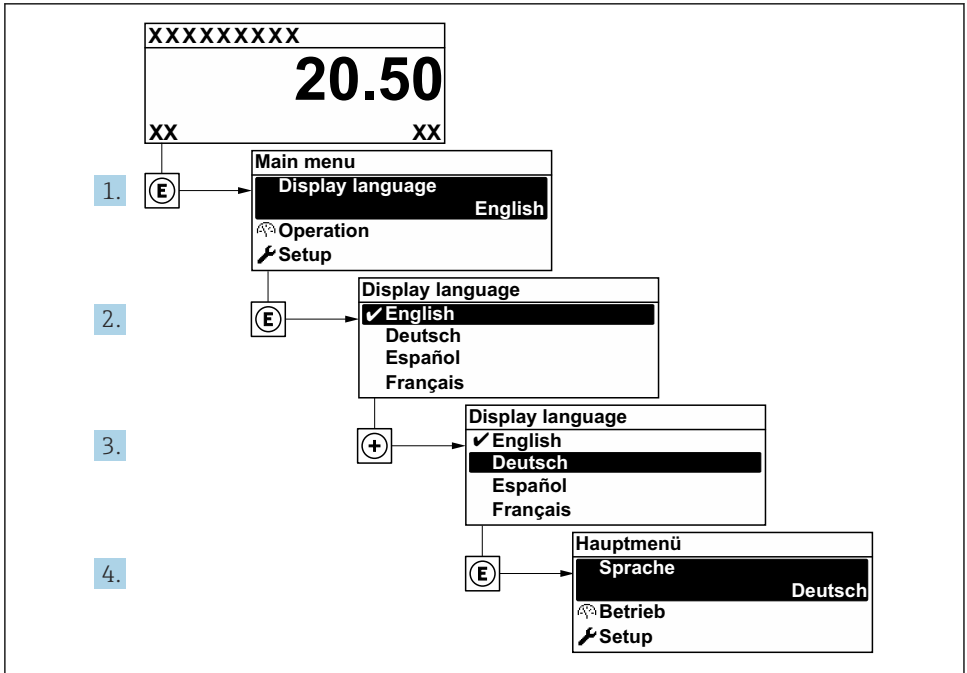 XXXXXXXXX
20.50
XX XX
Main menu
1. E Display language
English
Operation
Setup
Display language
2. E ✔English
Deutsch
Español
Français
Display language
3. + ✔English
Deutsch
Español
Français
Hauptmenü
4. E Sprache
Deutsch
Betrieb
Setup